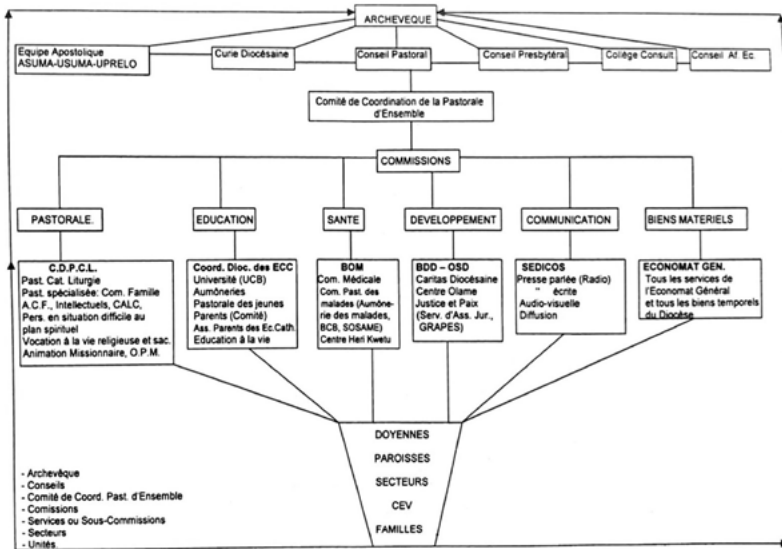 ARCHEVEQUE
Equipe Apostolique
ASUMA-USUMA-UPRELO
Curie Diocésaine
Conseil Pastoral
Conseil Presbytéral
Collège Consult.
Conseil Af. Ec.
Comité de Coordination de la Pastorale
d'Ensemble
COMMISSIONS
PASTORALE.
EDUCATION
SANTE
DEVELOPPEMENT
COMMUNICATION
BIENS MATERIELS
C.D.P.C.L.
Past. Cat. Liturgie
Past. spécialisée: Com. Famille
A.C.F., Intellectuels, CALC,
Pers. en situation difficile au
plan spirituel
Vocation à la vie religieuse et sac.
Animation Missionnaire, O.P.M.
Coord. Dioc. des ECC
Université (UCB)
Aumôneries
Pastorale des jeunes
Parents (Comité)
Ass. Parents des Ec.Cath.
Education à la vie
BOM
Com. Médicale
Com. Past. des
malades (Aumône-
rie des malades,
BCB, SOSAME)
Centre Heri Kwetu
BDD – OSD
Caritas Diocésaine
Centre Olame
Justice et Paix
(Serv. d'Ass. Jur.,
GRAPES)
SEDICOS
Presse parlée (Radio)
" écrite
Audio-visuelle
Diffusion
ECONOMAT GEN.
Tous les services de
l'Economat Général
et tous les biens temporels
du Diocèse
DOYENNES
PAROISSES
SECTEURS
CEV
FAMILLES
- Archevêque
- Conseils
- Comité de Coord. Past. d'Ensemble
- Comissions
- Services ou Sous-Commissions
- Secteurs
- Unités